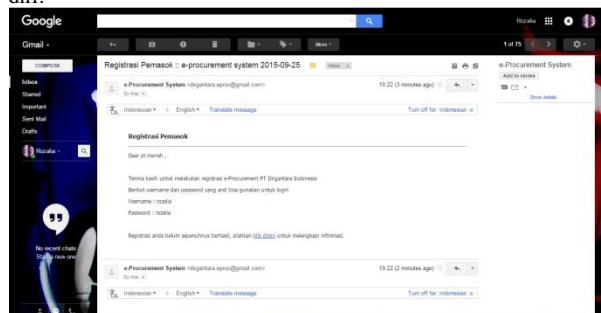 Google
Rozalia
Gmail
More
1 of 75
COMPOSE
Inbox
Starred
Important
Sent Mail
Drafts
Rozalia
No recent chats
Start a new one
Registrasi Pemasok :: e-procurement system 2015-09-25
Inbox x
e-Procurement System <dirgantara.eproc@gmail.com>
to me
19:22 (2 minutes ago)
Indonesian > English Translate message
Turn off for: Indonesian x
Registrasi Pemasok
Dear pt meriah ,
Terima kasih untuk melakukan registrasi e-Procurement PT Dirgantara Indonesia
Berikut username dan password yang and bisa gunakan untuk login
Username : rozalia
Password : rozalia
Registrasi anda belum sepenuhnya berhasil, silahkan klik disini untuk melengkapi infromasi.
e-Procurement System <dirgantara.eproc@gmail.com>
to me
19:22 (2 minutes ago)
Indonesian > English Translate message
Turn off for: Indonesian x
e-Procurement System
Add to circles
Show details